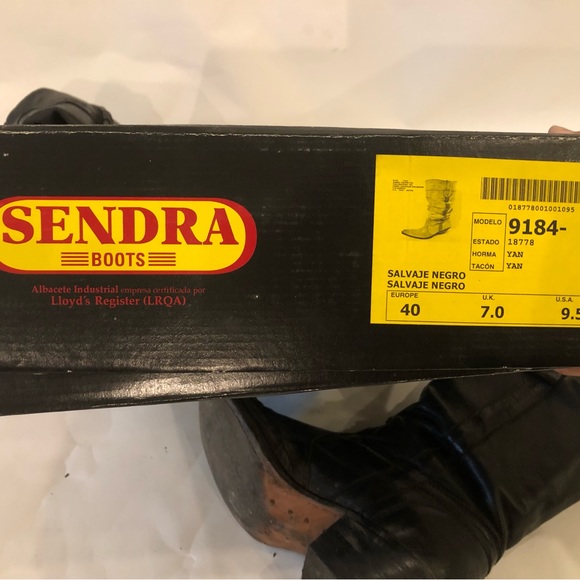 SENDRA
BOOTS
Albacete Industrial empresa certificada por
Lloyd's Register (LRQA)
018778001001095
MODELO 9184-
ESTADO 18778
HORMA YAN
TACÓN YAN
SALVAJE NEGRO
SALVAJE NEGRO
EUROPE U.K. U.S.A.
40 7.0 9.5